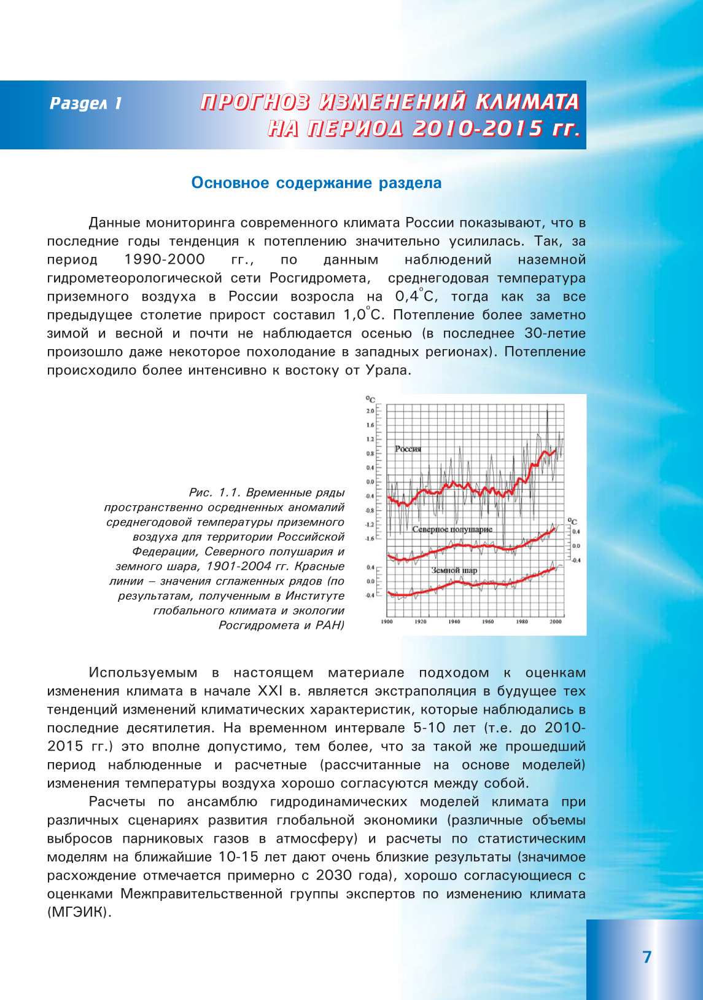 Раздел 1
ПРОГНОЗ ИЗМЕНЕНИЙ КЛИМАТА
НА ПЕРИОД 2010-2015 гг.
Основное содержание раздела
Данные мониторинга современного климата России показывают, что в
последние годы тенденция к потеплению значительно усилилась. Так, за
период 1990-2000 гг., по данным наблюдений наземной
гидрометеорологической сети Росгидромета, среднегодовая температура
приземного воздуха в России возросла на 0,4°С, тогда как за все
предыдущее столетие прирост составил 1,0°С. Потепление более заметно
зимой и весной и почти не наблюдается осенью (в последнее 30-летие
произошло даже некоторое похолодание в западных регионах). Потепление
происходило более интенсивно к востоку от Урала.
Рис. 1.1. Временные ряды
пространственно осредненных аномалий
среднегодовой температуры приземного
воздуха для территории Российской
Федерации, Северного полушария и
земного шара, 1901-2004 гг. Красные
линии – значения сглаженных рядов (по
результатам, полученным в Институте
глобального климата и экологии
Росгидромета и РАН)
°C
2.0
1.6
1.2
0.8
0.4
0.0
-0.4
-0.8
-1.2
-1.6
Россия
Северное полушарие
°C
0.4
0.0
-0.4
Земной шар
0.4
0.0
-0.4
1900 1920 1940 1960 1980 2000
Используемым в настоящем материале подходом к оценкам
изменения климата в начале XXI в. является экстраполяция в будущее тех
тенденций изменений климатических характеристик, которые наблюдались в
последние десятилетия. На временном интервале 5-10 лет (т.е. до 2010-
2015 гг.) это вполне допустимо, тем более, что за такой же прошедший
период наблюденные и расчетные (рассчитанные на основе моделей)
изменения температуры воздуха хорошо согласуются между собой.
Расчеты по ансамблю гидродинамических моделей климата при
различных сценариях развития глобальной экономики (различные объемы
выбросов парниковых газов в атмосферу) и расчеты по статистическим
моделям на ближайшие 10-15 лет дают очень близкие результаты (значимое
расхождение отмечается примерно с 2030 года), хорошо согласующиеся с
оценками Межправительственной группы экспертов по изменению климата
(МГЭИК).
7